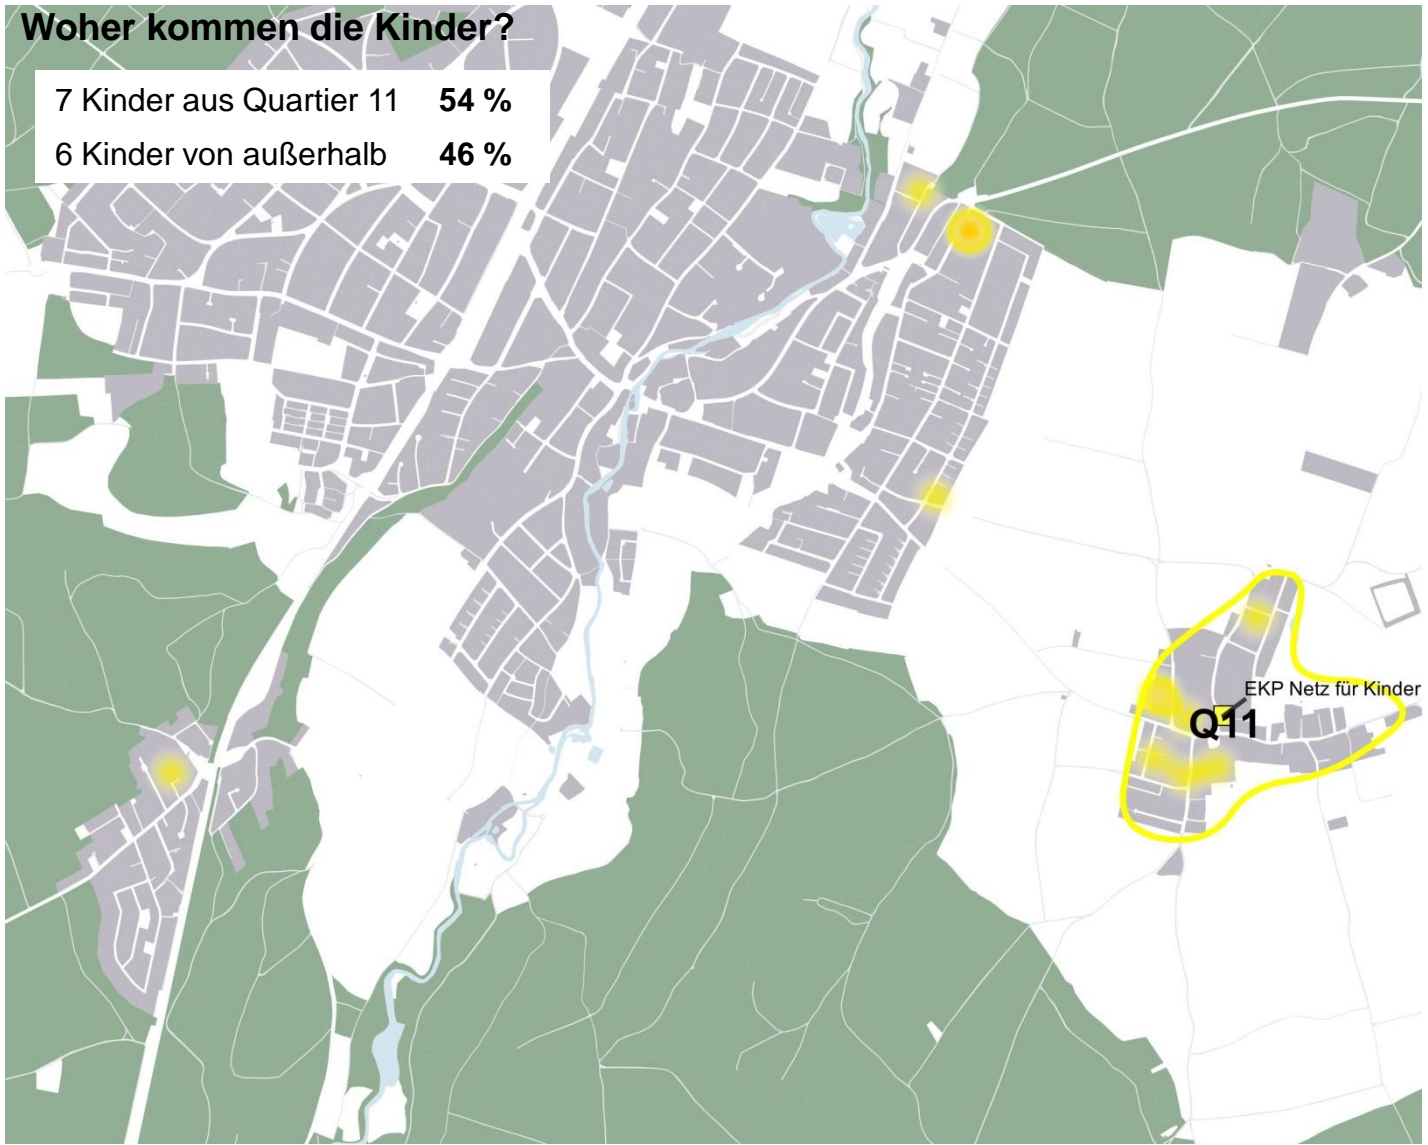 Woher kommen die Kinder?
7 Kinder aus Quartier 11 54 %
6 Kinder von außerhalb 46 %
EKP Netz für Kinder
Q11